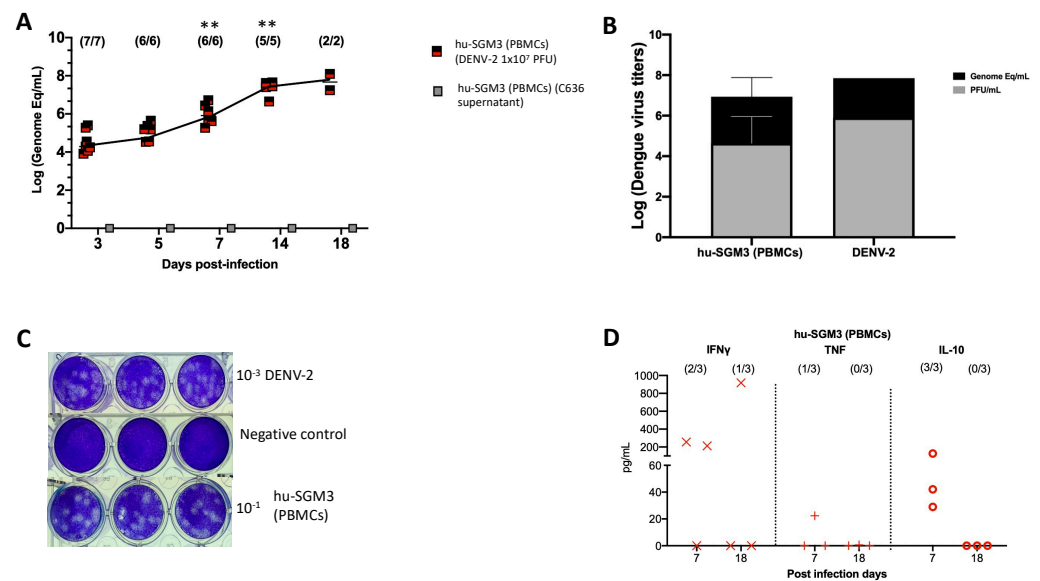 A
** **
(7/7) (6/6) (6/6) (5/5) (2/2)
Log (Genome Eq/mL)
10
8
6
4
2
0
3 5 7 14 18
Days post-infection
hu-SGM3 (PBMCs)
(DENV-2 1x10⁷ PFU)
hu-SGM3 (PBMCs) (C636
supernatant)
B
Log (Dengue virus titers)
10
8
6
4
2
0
hu-SGM3 (PBMCs) DENV-2
Genome Eq/mL
PFU/mL
C
10⁻³ DENV-2
Negative control
10⁻¹ hu-SGM3
(PBMCs)
D
hu-SGM3 (PBMCs)
IFNγ TNF IL-10
(2/3) (1/3) (1/3) (0/3) (3/3) (0/3)
pg/mL
1000
800
600
400
200
60
40
20
0
7 18 7 18 7 18
Post infection days